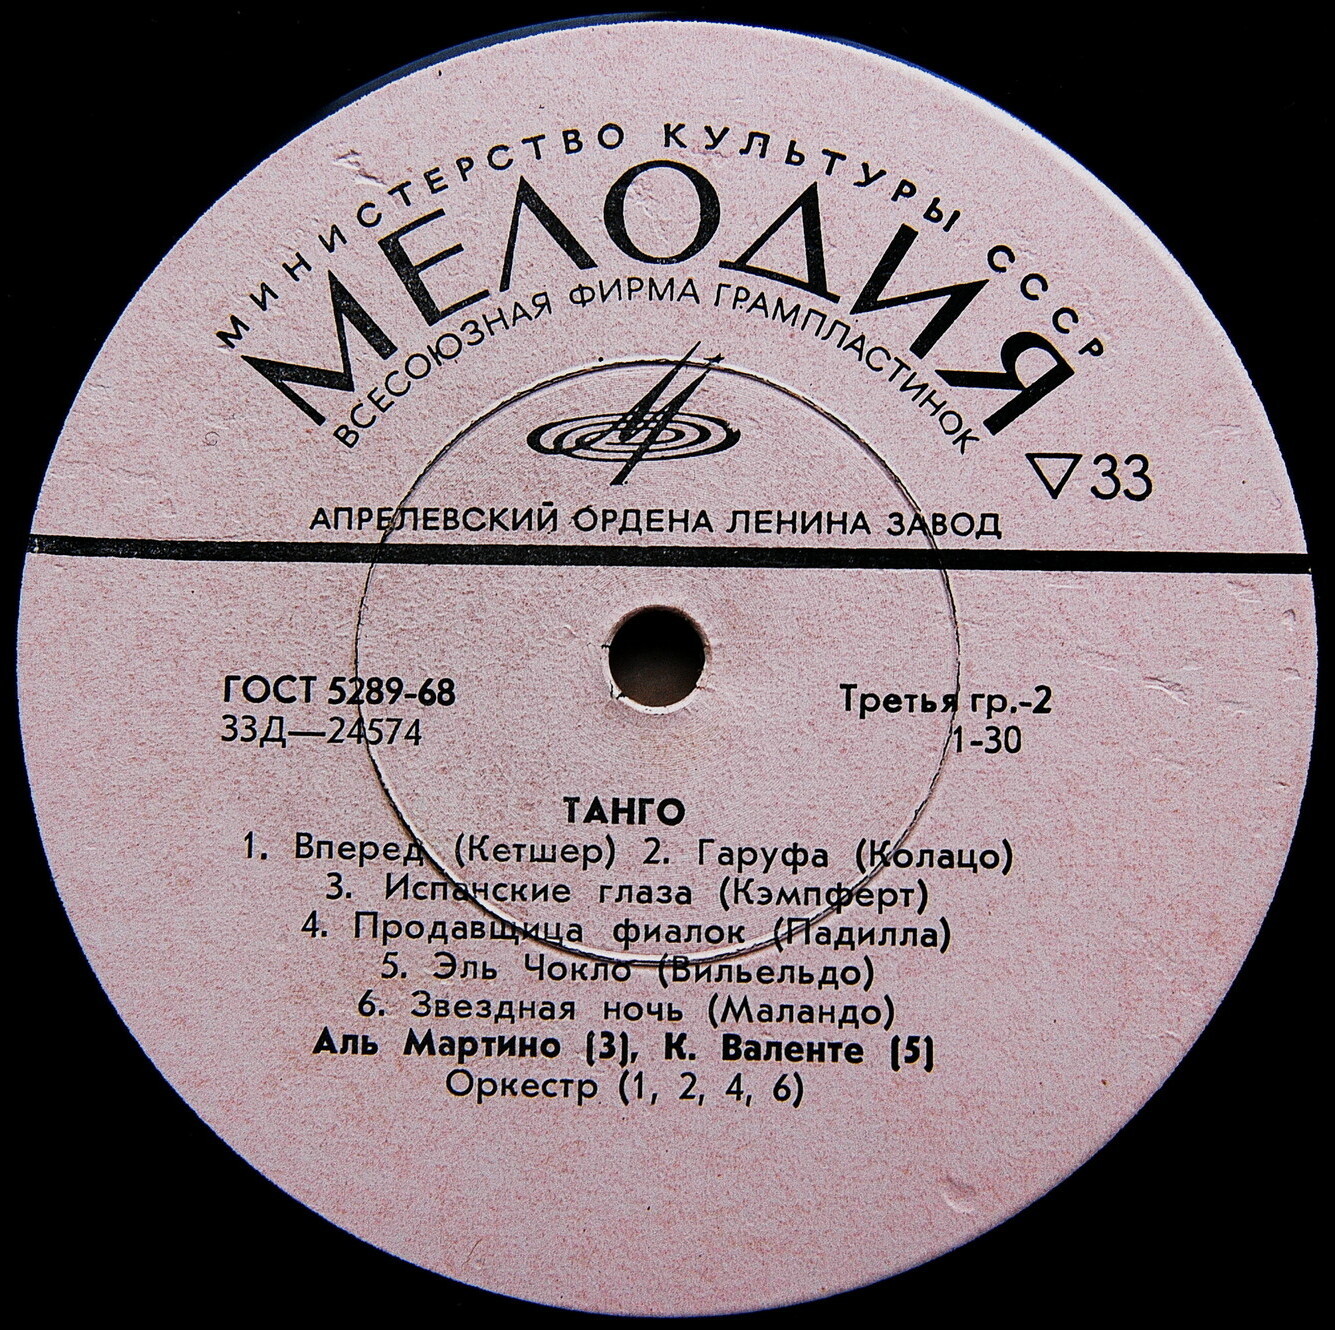 МИНИСТЕРСТВО КУЛЬТУРЫ СССР
МЕЛОДИЯ
ВСЕСОЮЗНАЯ ФИРМА ГРАМПЛАСТИНОК
▽33
АПРЕЛЕВСКИЙ ОРДЕНА ЛЕНИНА ЗАВОД
ГОСТ 5289-68
Третья гр.-2
33Д—24574
1-30
ТАНГО
1. Вперед (Кетшер) 2. Гаруфа (Колацо)
3. Испанские глаза (Кэмпферт)
4. Продавщица фиалок (Падилла)
5. Эль Чокло (Вильельдо)
6. Звездная ночь (Маландо)
Аль Мартино (3), К. Валенте (5)
Оркестр (1, 2, 4, 6)